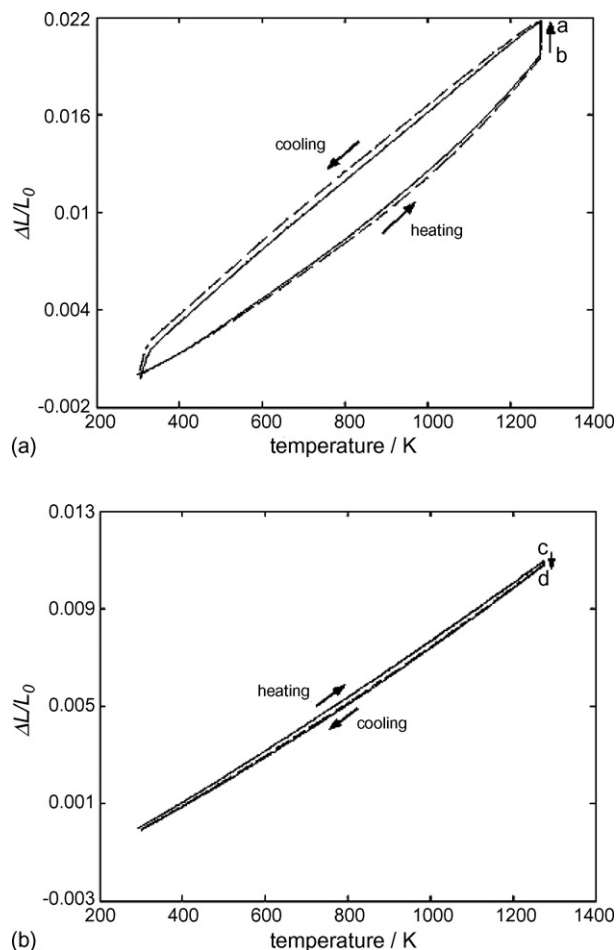 0.022
a
b
0.016
cooling
ΔL/L0
0.01
heating
0.004
-0.002
200 400 600 800 1000 1200 1400
(a)
temperature / K
0.013
c
d
0.009
heating
ΔL/L0
0.005
cooling
0.001
-0.003
200 400 600 800 1000 1200 1400
(b)
temperature / K